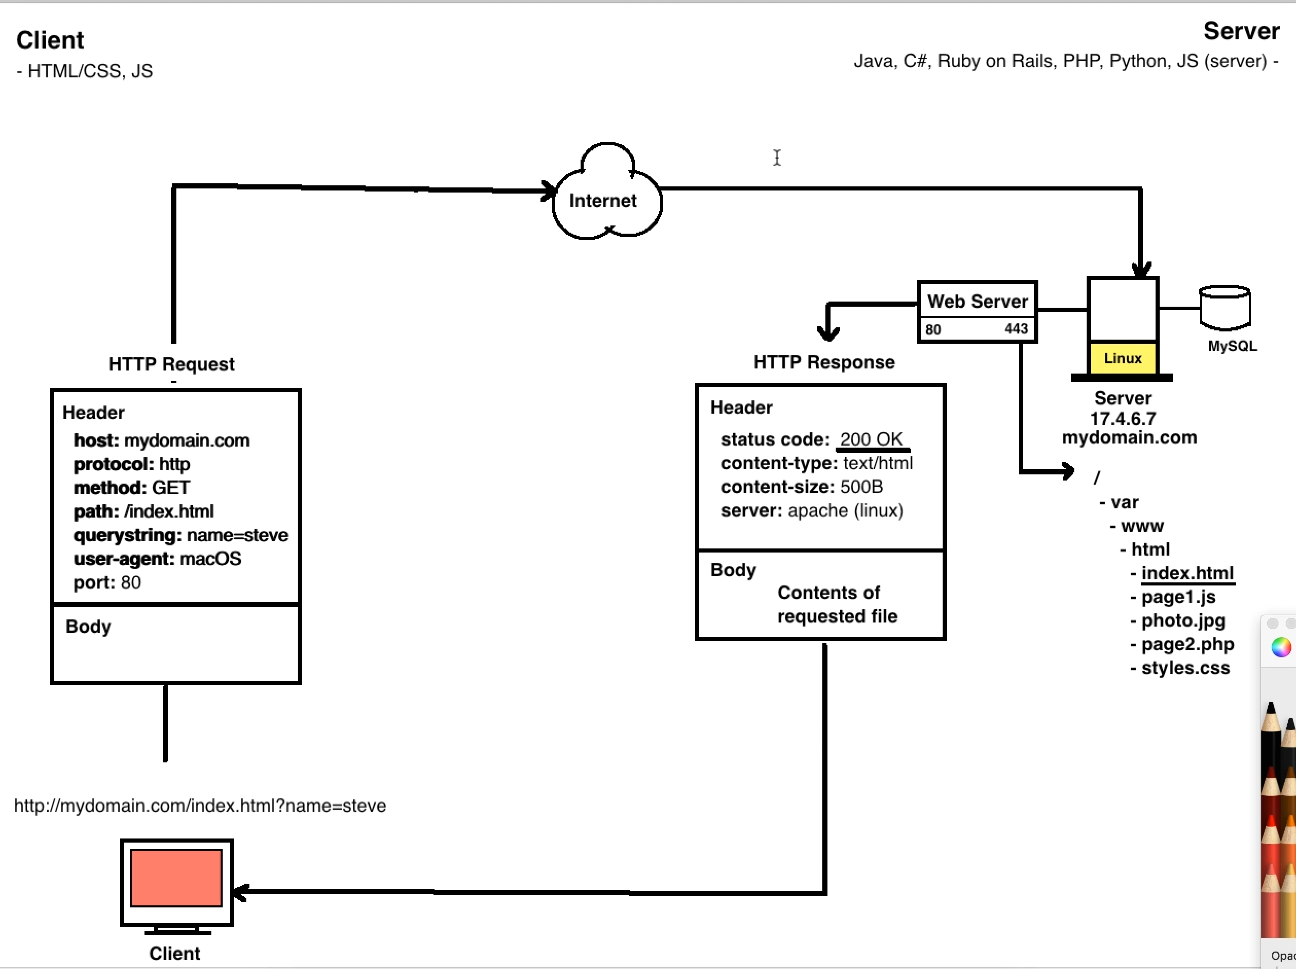 Client
- HTML/CSS, JS
Server
Java, C#, Ruby on Rails, PHP, Python, JS (server) -
Internet
HTTP Request
-
Header
host: mydomain.com
protocol: http
method: GET
path: /index.html
querystring: name=steve
user-agent: macOS
port: 80
Body
http://mydomain.com/index.html?name=steve
Client
Web Server
80 443
HTTP Response
Header
status code: 200 OK
content-type: text/html
content-size: 500B
server: apache (linux)
Body
Contents of
requested file
Linux
MySQL
Server
17.4.6.7
mydomain.com
/
- var
- www
- html
- index.html
- page1.js
- photo.jpg
- page2.php
- styles.css
Opac